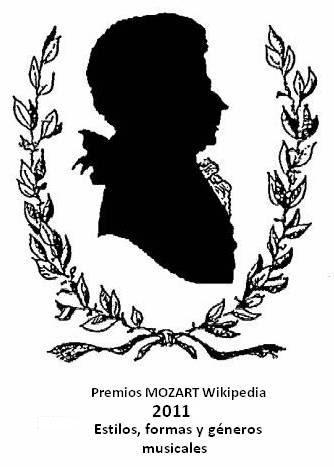 Premios MOZART Wikipedia
2011
Estilos, formas y géneros
musicales